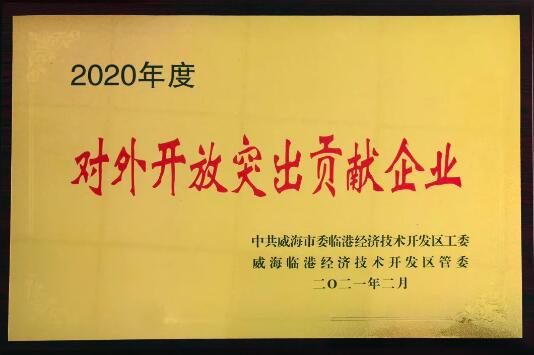 2020年度
对外开放突出贡献企业
中共威海市委临港经济技术开发区工委
威海临港经济技术开发区管委
二〇二一年二月